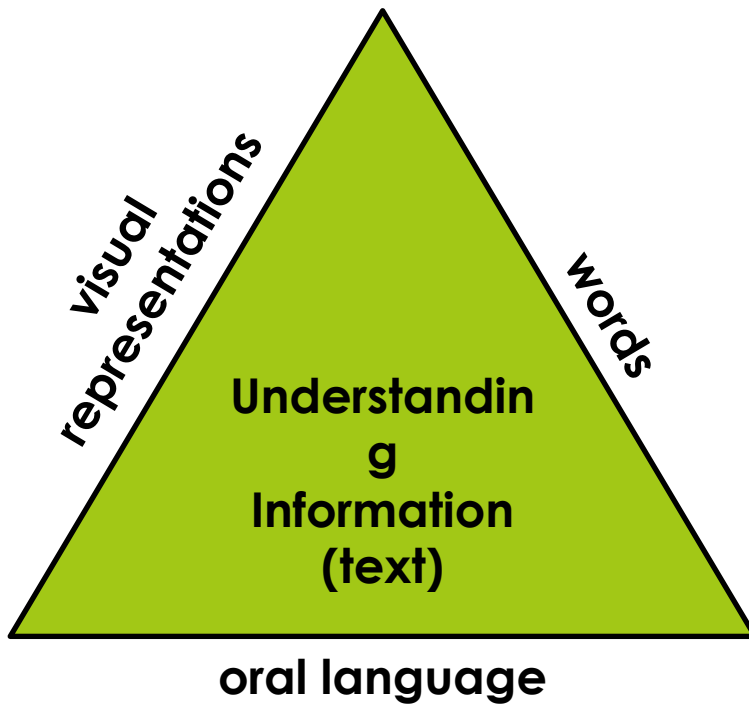 visual
representations
words
Understandin
g
Information
(text)
oral language